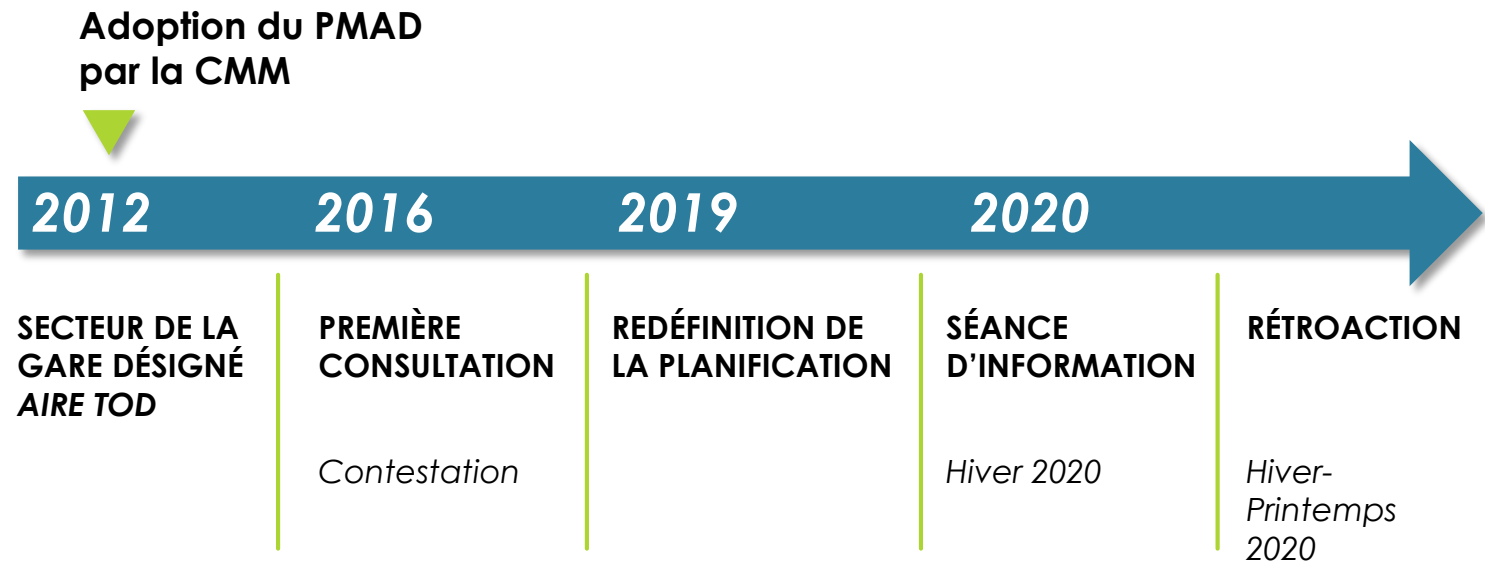 Adoption du PMAD
par la CMM
2012
2016
2019
2020
SECTEUR DE LA
GARE DÉSIGNÉ
AIRE TOD
PREMIÈRE
CONSULTATION
Contestation
REDÉFINITION DE
LA PLANIFICATION
SÉANCE
D’INFORMATION
Hiver 2020
RÉTROACTION
Hiver-
Printemps
2020